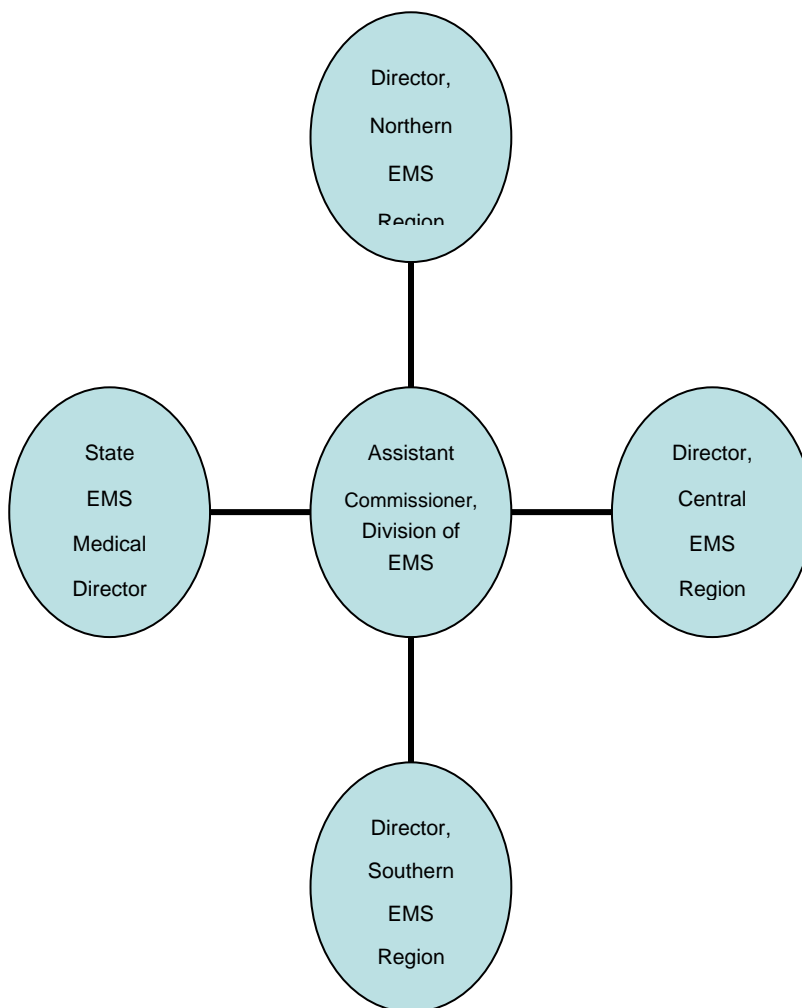 Director,
Northern
EMS
Region
State
EMS
Medical
Director
Assistant
Commissioner,
Division of
EMS
Director,
Central
EMS
Region
Director,
Southern
EMS
Region